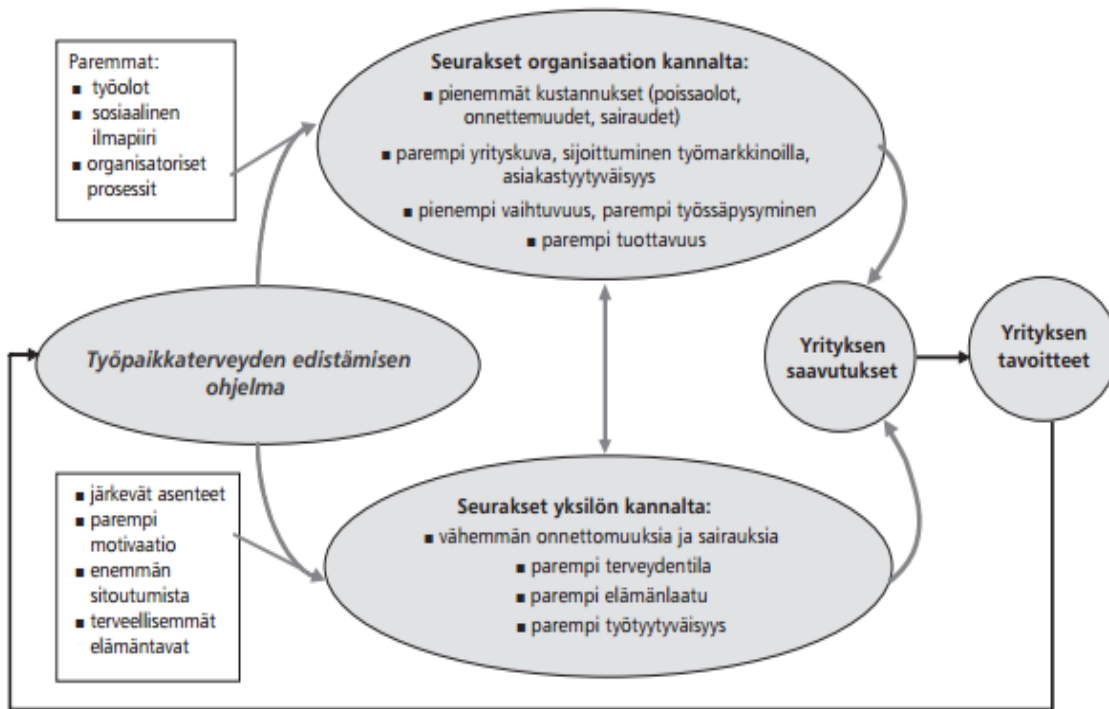 Paremmat:
▪ työolot
▪ sosiaalinen
ilmapiiri
▪ organisatoriset
prosessit
Seurakset organisaation kannalta:
▪ pienemmät kustannukset (poissaolot,
onnettemuudet, sairaudet)
▪ parempi yrityskuva, sijoittuminen työmarkkinoilla,
asiakastyytyväisyys
▪ pienempi vaihtuvuus, parempi työssäpysyminen
▪ parempi tuottavuus
Työpaikkaterveyden edistämisen
ohjelma
Yrityksen
saavutukset
Yrityksen
tavoitteet
▪ järkevät asenteet
▪ parempi
motivaatio
▪ enemmän
sitoutumista
▪ terveellisemmät
elämäntavat
Seurakset yksilön kannalta:
▪ vähemmän onnettomuuksia ja sairauksia
▪ parempi terveydentila
▪ parempi elämänlaatu
▪ parempi työtyytyväisyys